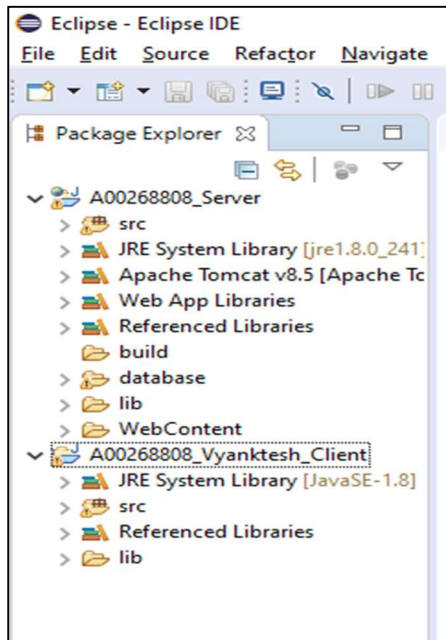 Eclipse - Eclipse IDE
File Edit Source Refactor Navigate
Package Explorer
A00268808_Server
src
JRE System Library [jre1.8.0_241]
Apache Tomcat v8.5 [Apache Tc
Web App Libraries
Referenced Libraries
build
database
lib
WebContent
A00268808_Vyanktesh_Client
JRE System Library [JavaSE-1.8]
src
Referenced Libraries
lib